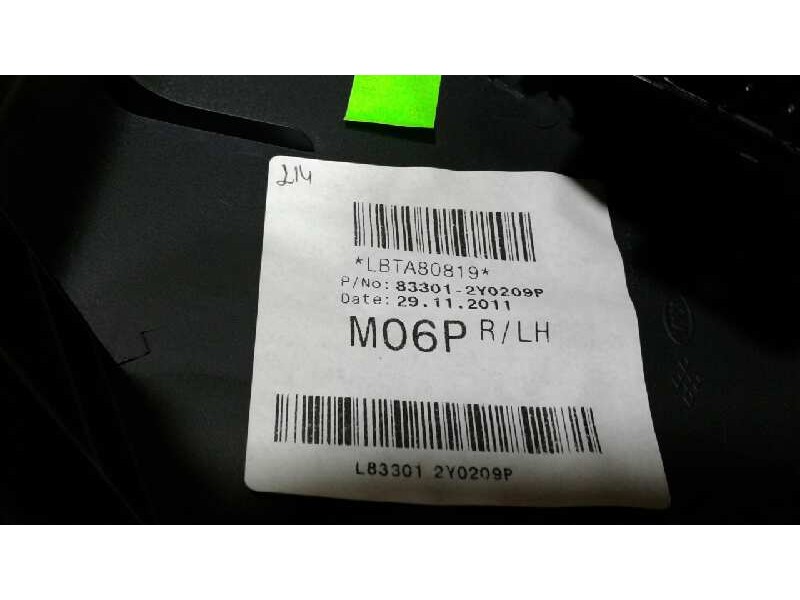 214
*LBTA80819*
P/No: 83301-2Y0209P
Date: 29.11.2011
M06P R/LH
L83301 2Y0209P